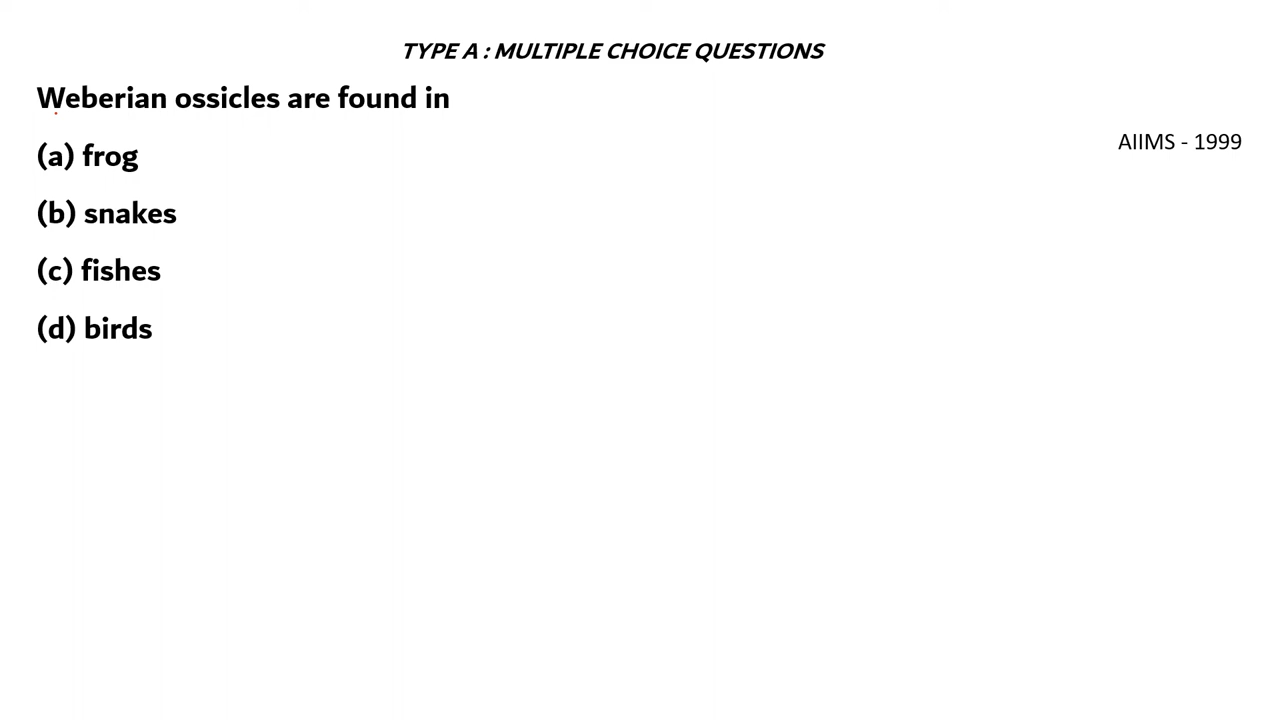 TYPE A : MULTIPLE CHOICE QUESTIONS
Weberian ossicles are found in
AIIMS - 1999
(a) frog
(b) snakes
(c) fishes
(d) birds